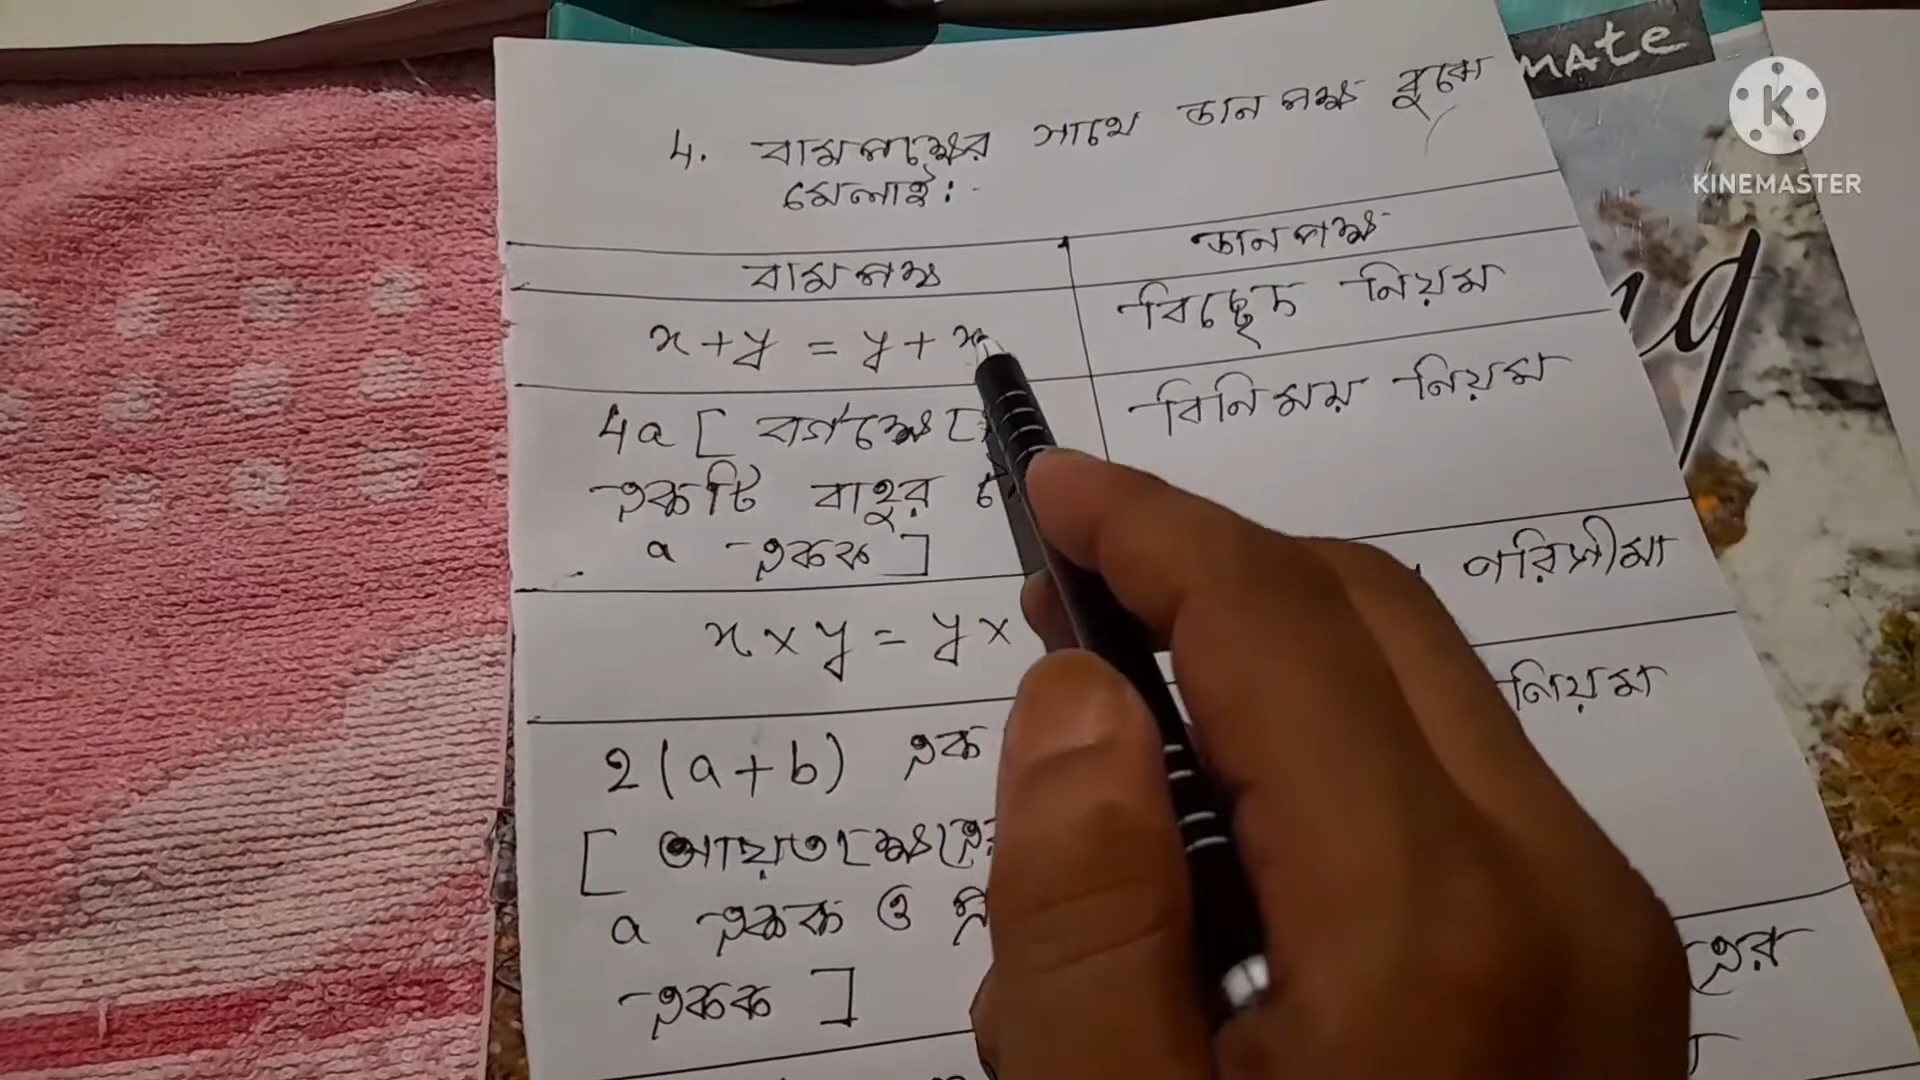 MATE
KINEMASTER
4. বামপক্ষের সাথে ডানপক্ষ বুঝে
মেলাই:-
বামপক্ষ ডানপক্ষ
x + y = y + x বিচ্ছেদ নিয়ম
4a [ বর্গক্ষেত্রের বিনিময় নিয়ম
একটি বাহুর
a একক ]
পরিসীমা
x × y = y ×
নিয়ম
2 (a + b) একক
[ আয়তক্ষেত্রের
a একক ও
একক ]